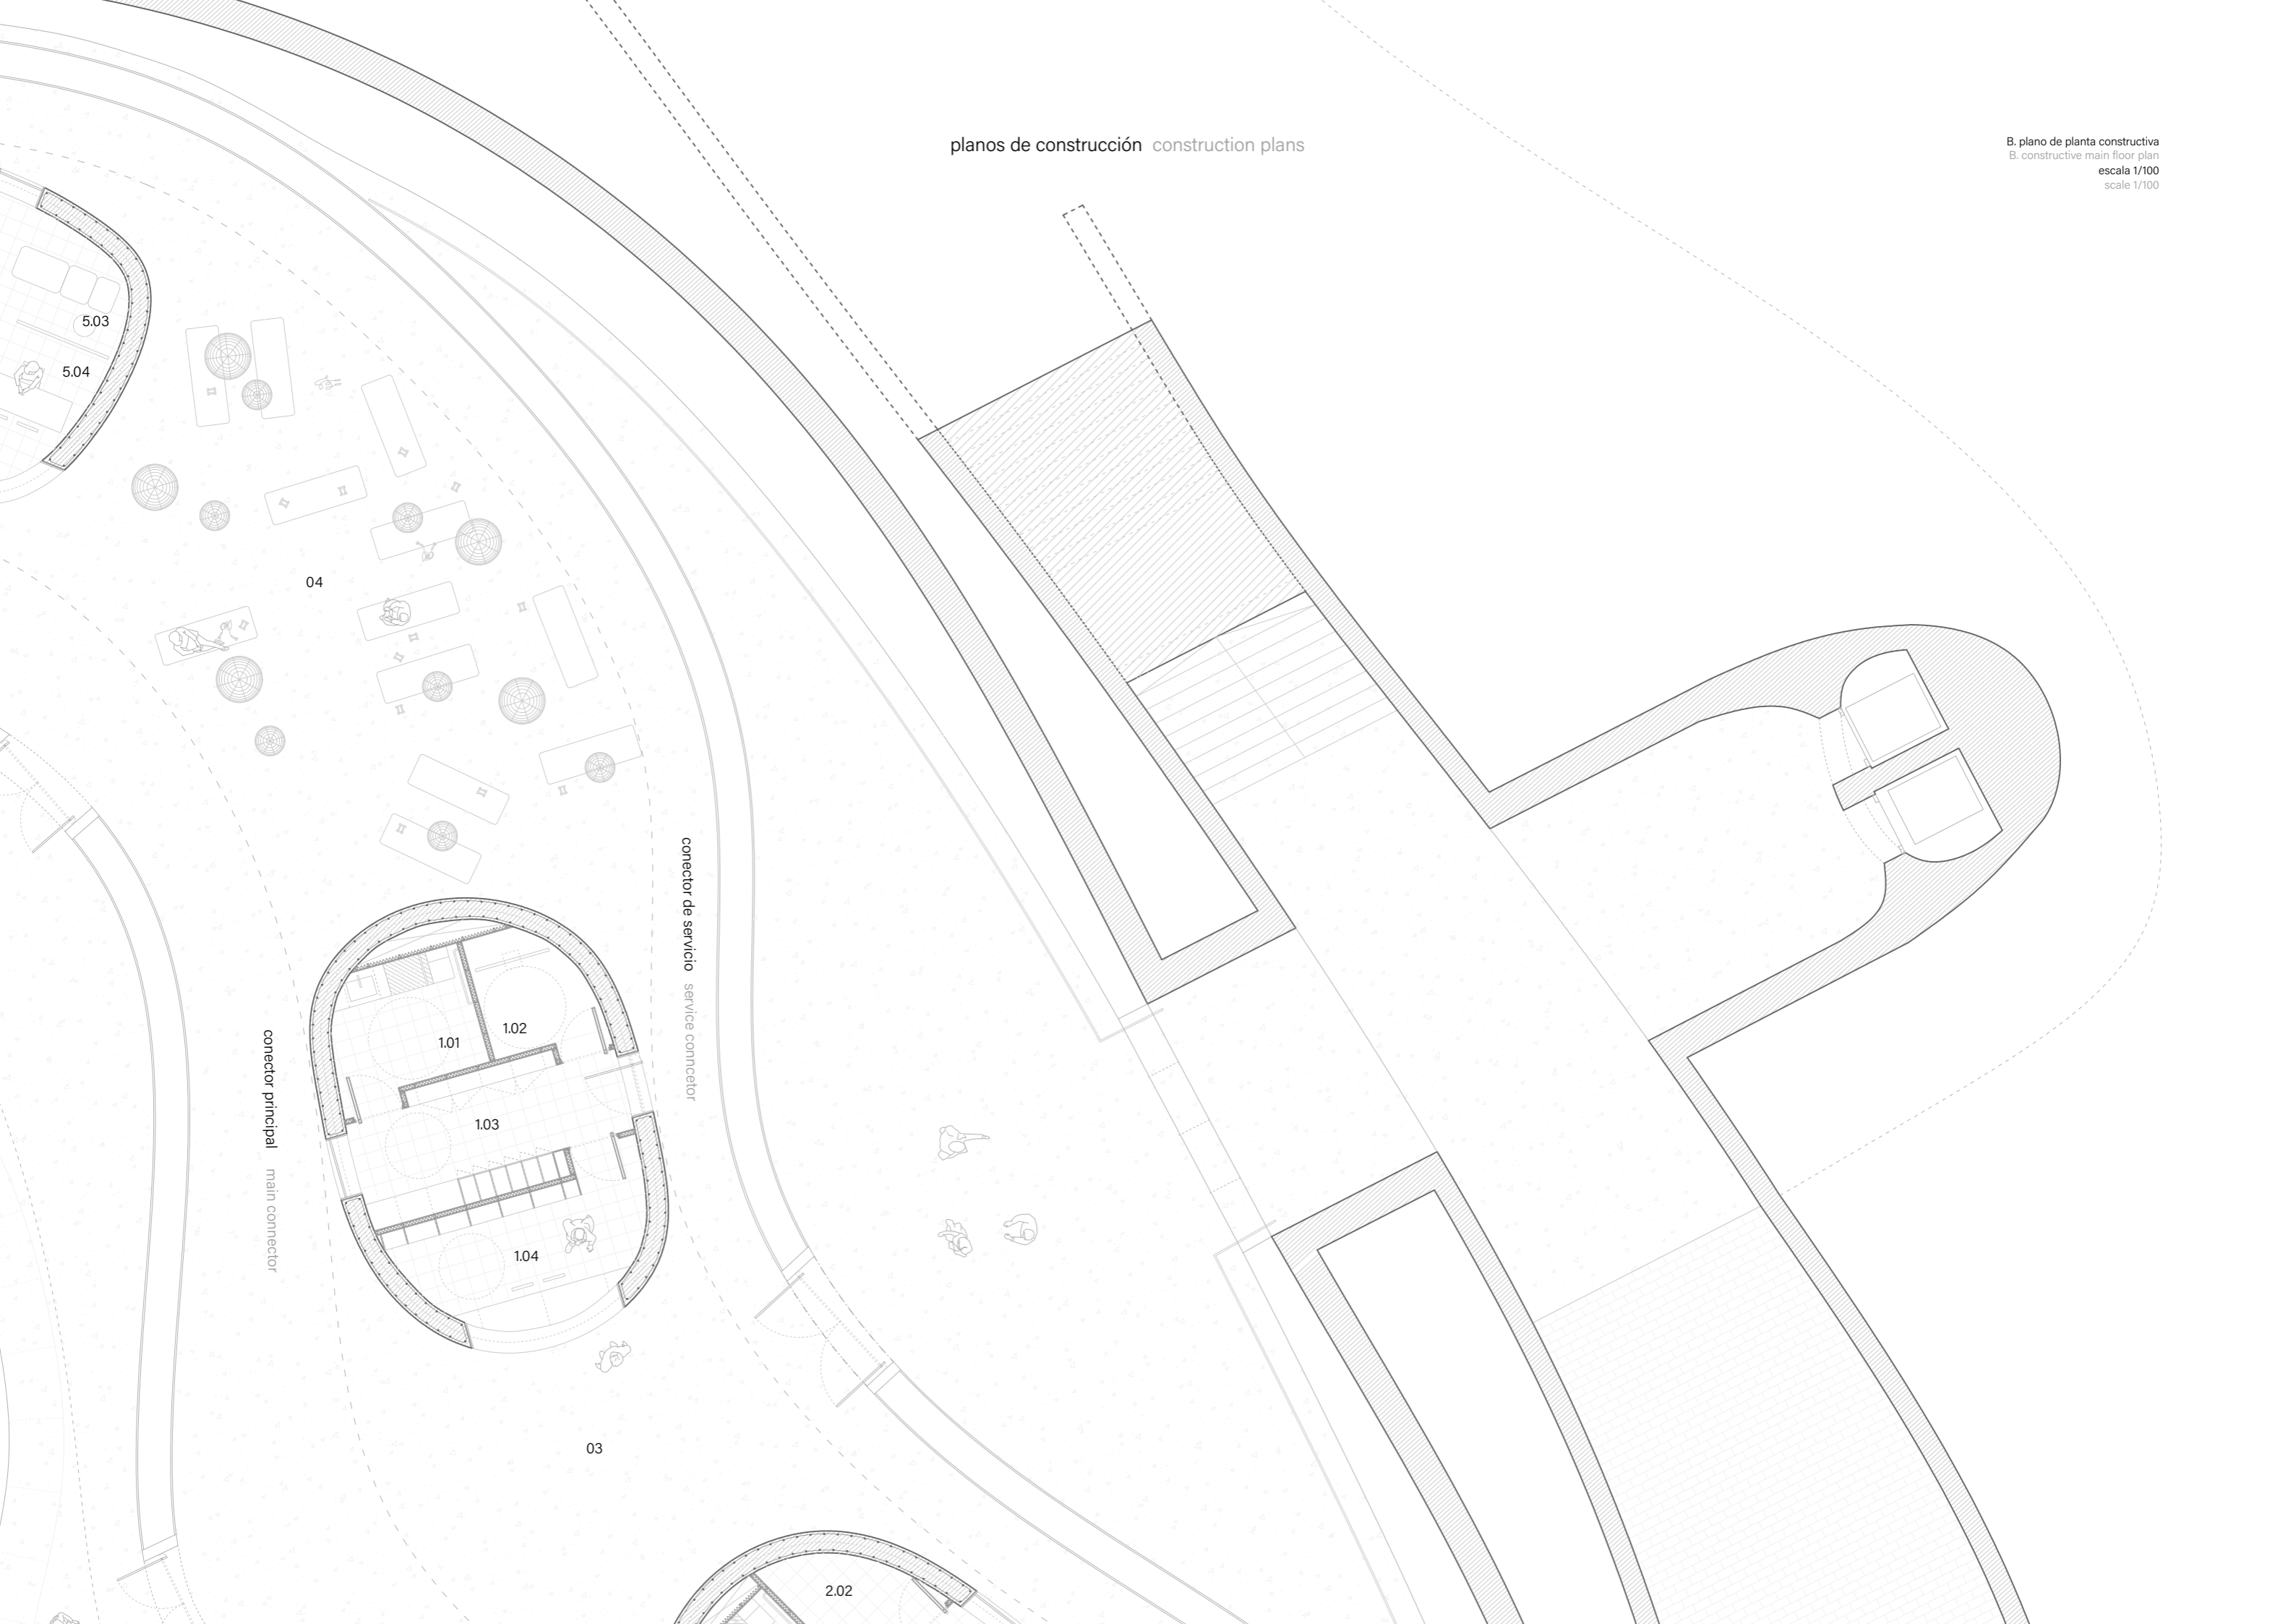 planos de construcción construction plans
B. plano de planta constructiva
B. constructive main floor plan
escala 1/100
scale 1/100
5.03
5.04
04
conector de servicio service conncetor
conector principal main connector
1.02
1.01
1.03
1.04
03
2.02